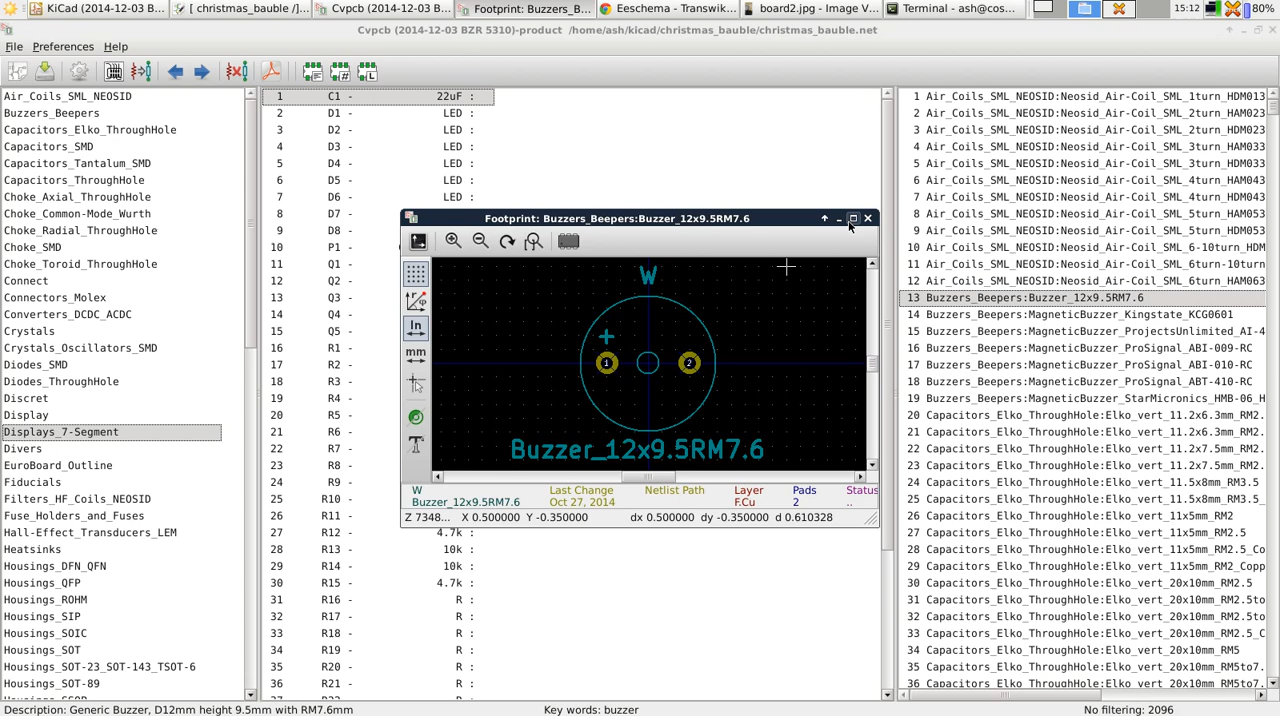 KiCad (2014-12-03 B...
[ christmas_bauble /]...
Cvpcb (2014-12-03 B...
Footprint: Buzzers_B...
Eeschema - Transwik...
board2.jpg - Image V...
Terminal - ash@cos...
15:12
80%
Cvpcb (2014-12-03 BZR 5310)-product /home/ash/kicad/christmas_bauble/christmas_bauble.net
File Preferences Help
Air_Coils_SML_NEOSID
Buzzers_Beepers
Capacitors_Elko_ThroughHole
Capacitors_SMD
Capacitors_Tantalum_SMD
Capacitors_ThroughHole
Choke_Axial_ThroughHole
Choke_Common-Mode_Wurth
Choke_Radial_ThroughHole
Choke_SMD
Choke_Toroid_ThroughHole
Connect
Connectors_Molex
Converters_DCDC_ACDC
Crystals
Crystals_Oscillators_SMD
Diodes_SMD
Diodes_ThroughHole
Discret
Display
Displays_7-Segment
Divers
EuroBoard_Outline
Fiducials
Filters_HF_Coils_NEOSID
Fuse_Holders_and_Fuses
Hall-Effect_Transducers_LEM
Heatsinks
Housings_DFN_QFN
Housings_QFP
Housings_ROHM
Housings_SIP
Housings_SOIC
Housings_SOT
Housings_SOT-23_SOT-143_TSOT-6
Housings_SOT-89
1 C1 - 22uF :
2 D1 - LED :
3 D2 - LED :
4 D3 - LED :
5 D4 - LED :
6 D5 - LED :
7 D6 - LED :
8 D7 -
9 D8 -
10 P1 -
11 Q1 -
12 Q2 -
13 Q3 -
14 Q4 -
15 Q5 -
16 R1 -
17 R2 -
18 R3 -
19 R4 -
20 R5 -
21 R6 -
22 R7 -
23 R8 -
24 R9 -
25 R10 -
26 R11 -
27 R12 - 4.7k :
28 R13 - 10k :
29 R14 - 10k :
30 R15 - 4.7k :
31 R16 - R :
32 R17 - R :
33 R18 - R :
34 R19 - R :
35 R20 - R :
36 R21 - R :
Footprint: Buzzers_Beepers:Buzzer_12x9.5RM7.6
In
mm
W
+
1
2
Buzzer_12x9.5RM7.6
W Last Change Netlist Path Layer Pads Status
Buzzer_12x9.5RM7.6 Oct 27, 2014 F.Cu 2 ..
Z 7348... X 0.500000 Y -0.350000 dx 0.500000 dy -0.350000 d 0.610328
1 Air_Coils_SML_NEOSID:Neosid_Air-Coil_SML_1turn_HDM013
2 Air_Coils_SML_NEOSID:Neosid_Air-Coil_SML_2turn_HAM023
3 Air_Coils_SML_NEOSID:Neosid_Air-Coil_SML_2turn_HDM023
4 Air_Coils_SML_NEOSID:Neosid_Air-Coil_SML_3turn_HAM033
5 Air_Coils_SML_NEOSID:Neosid_Air-Coil_SML_3turn_HDM033
6 Air_Coils_SML_NEOSID:Neosid_Air-Coil_SML_4turn_HAM043
7 Air_Coils_SML_NEOSID:Neosid_Air-Coil_SML_4turn_HDM043
8 Air_Coils_SML_NEOSID:Neosid_Air-Coil_SML_5turn_HAM053
9 Air_Coils_SML_NEOSID:Neosid_Air-Coil_SML_5turn_HDM053
10 Air_Coils_SML_NEOSID:Neosid_Air-Coil_SML_6-10turn_HDM
11 Air_Coils_SML_NEOSID:Neosid_Air-Coil_SML_6turn-10turn
12 Air_Coils_SML_NEOSID:Neosid_Air-Coil_SML_6turn_HAM063
13 Buzzers_Beepers:Buzzer_12x9.5RM7.6
14 Buzzers_Beepers:MagneticBuzzer_Kingstate_KCG0601
15 Buzzers_Beepers:MagneticBuzzer_ProjectsUnlimited_AI-4
16 Buzzers_Beepers:MagneticBuzzer_ProSignal_ABI-009-RC
17 Buzzers_Beepers:MagneticBuzzer_ProSignal_ABI-010-RC
18 Buzzers_Beepers:MagneticBuzzer_ProSignal_ABT-410-RC
19 Buzzers_Beepers:MagneticBuzzer_StarMicronics_HMB-06_H
20 Capacitors_Elko_ThroughHole:Elko_vert_11.2x6.3mm_RM2.
21 Capacitors_Elko_ThroughHole:Elko_vert_11.2x6.3mm_RM2.
22 Capacitors_Elko_ThroughHole:Elko_vert_11.2x7.5mm_RM2.
23 Capacitors_Elko_ThroughHole:Elko_vert_11.2x7.5mm_RM2.
24 Capacitors_Elko_ThroughHole:Elko_vert_11.5x8mm_RM3.5
25 Capacitors_Elko_ThroughHole:Elko_vert_11.5x8mm_RM3.5_
26 Capacitors_Elko_ThroughHole:Elko_vert_11x5mm_RM2
27 Capacitors_Elko_ThroughHole:Elko_vert_11x5mm_RM2.5
28 Capacitors_Elko_ThroughHole:Elko_vert_11x5mm_RM2.5_Co
29 Capacitors_Elko_ThroughHole:Elko_vert_11x5mm_RM2_Copp
30 Capacitors_Elko_ThroughHole:Elko_vert_20x10mm_RM2.5
31 Capacitors_Elko_ThroughHole:Elko_vert_20x10mm_RM2.5to
32 Capacitors_Elko_ThroughHole:Elko_vert_20x10mm_RM2.5to
33 Capacitors_Elko_ThroughHole:Elko_vert_20x10mm_RM2.5_C
34 Capacitors_Elko_ThroughHole:Elko_vert_20x10mm_RM5
35 Capacitors_Elko_ThroughHole:Elko_vert_20x10mm_RM5to7.
36 Capacitors_Elko_ThroughHole:Elko_vert_20x10mm_RM5to7.
Description: Generic Buzzer, D12mm height 9.5mm with RM7.6mm Key words: buzzer No filtering: 2096